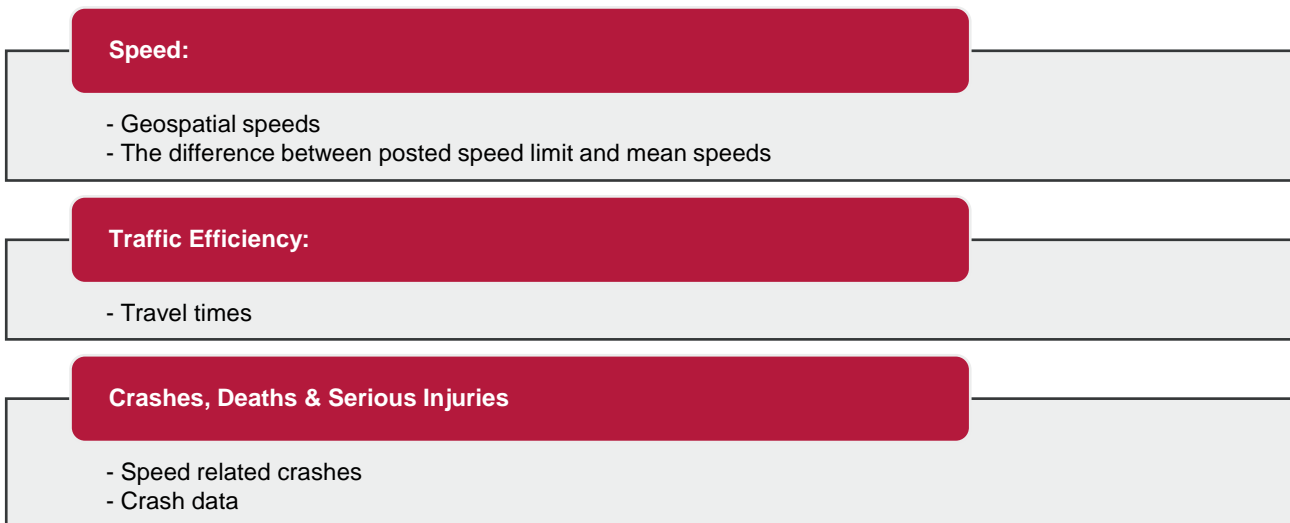 Speed:
- Geospatial speeds
- The difference between posted speed limit and mean speeds
Traffic Efficiency:
- Travel times
Crashes, Deaths & Serious Injuries
- Speed related crashes
- Crash data